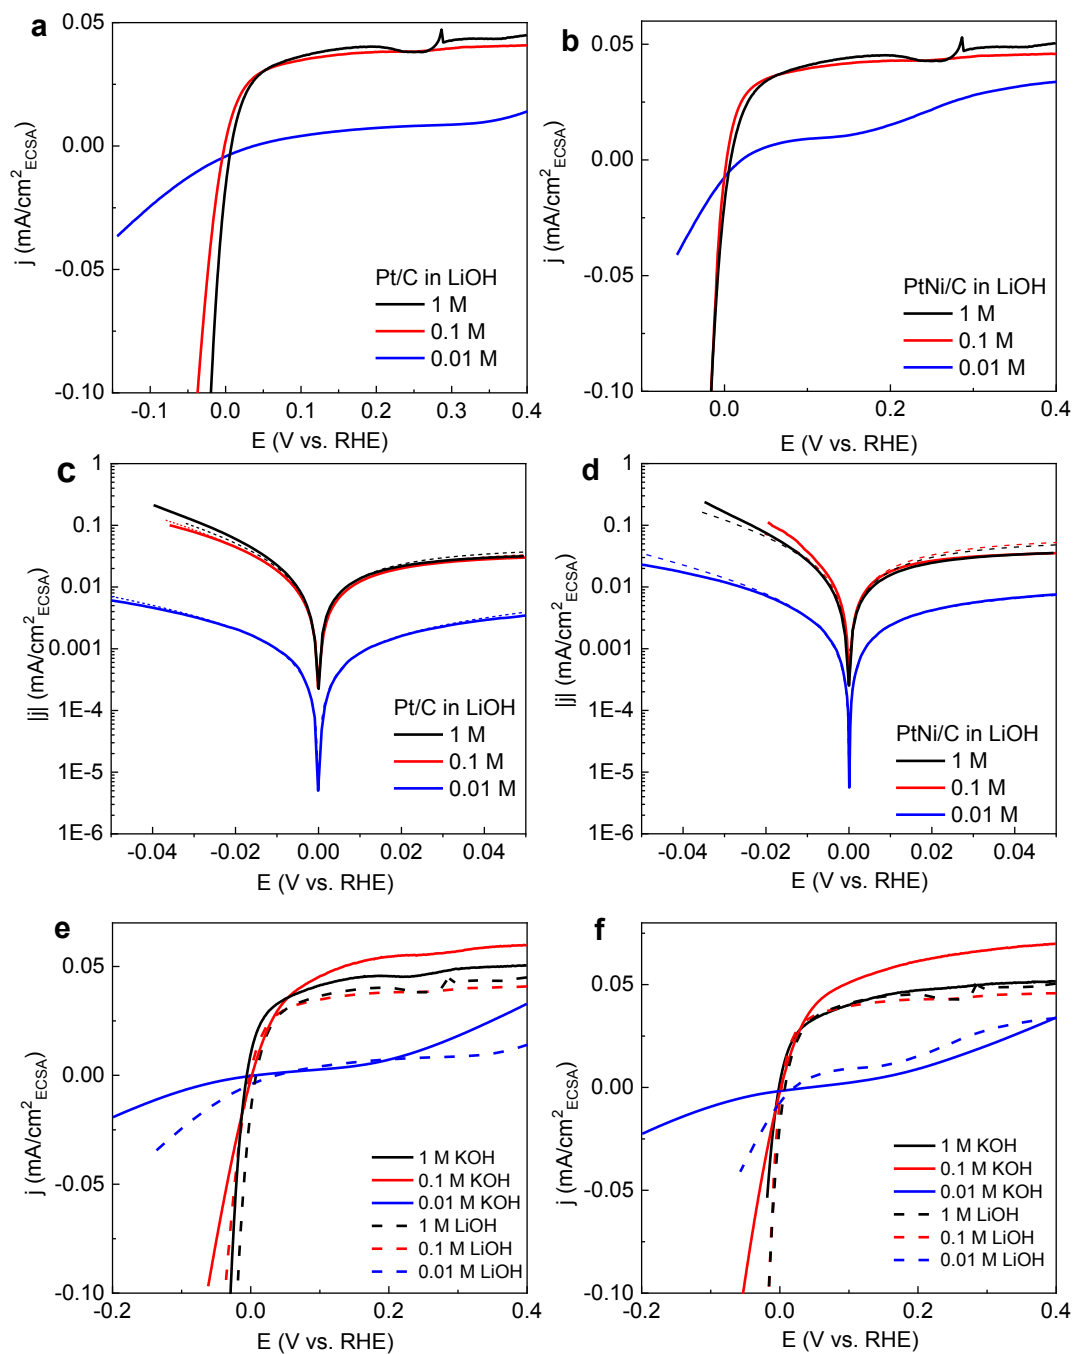 a
0.05
0.00
-0.05
-0.10
j (mA/cm²ECSA)
Pt/C in LiOH
1 M
0.1 M
0.01 M
-0.1 0.0 0.1 0.2 0.3 0.4
E (V vs. RHE)
b
0.05
0.00
-0.05
-0.10
j (mA/cm²ECSA)
PtNi/C in LiOH
1 M
0.1 M
0.01 M
0.0 0.2 0.4
E (V vs. RHE)
c
1
0.1
0.01
0.001
1E-4
1E-5
1E-6
|j| (mA/cm²ECSA)
Pt/C in LiOH
1 M
0.1 M
0.01 M
-0.04 -0.02 0.00 0.02 0.04
E (V vs. RHE)
d
1
0.1
0.01
0.001
1E-4
1E-5
1E-6
|j| (mA/cm²ECSA)
PtNi/C in LiOH
1 M
0.1 M
0.01 M
-0.04 -0.02 0.00 0.02 0.04
E (V vs. RHE)
e
0.05
0.00
-0.05
-0.10
j (mA/cm²ECSA)
1 M KOH
0.1 M KOH
0.01 M KOH
1 M LiOH
0.1 M LiOH
0.01 M LiOH
-0.2 0.0 0.2 0.4
E (V vs. RHE)
f
0.05
0.00
-0.05
-0.10
j (mA/cm²ECSA)
1 M KOH
0.1 M KOH
0.01 M KOH
1 M LiOH
0.1 M LiOH
0.01 M LiOH
-0.2 0.0 0.2 0.4
E (V vs. RHE)